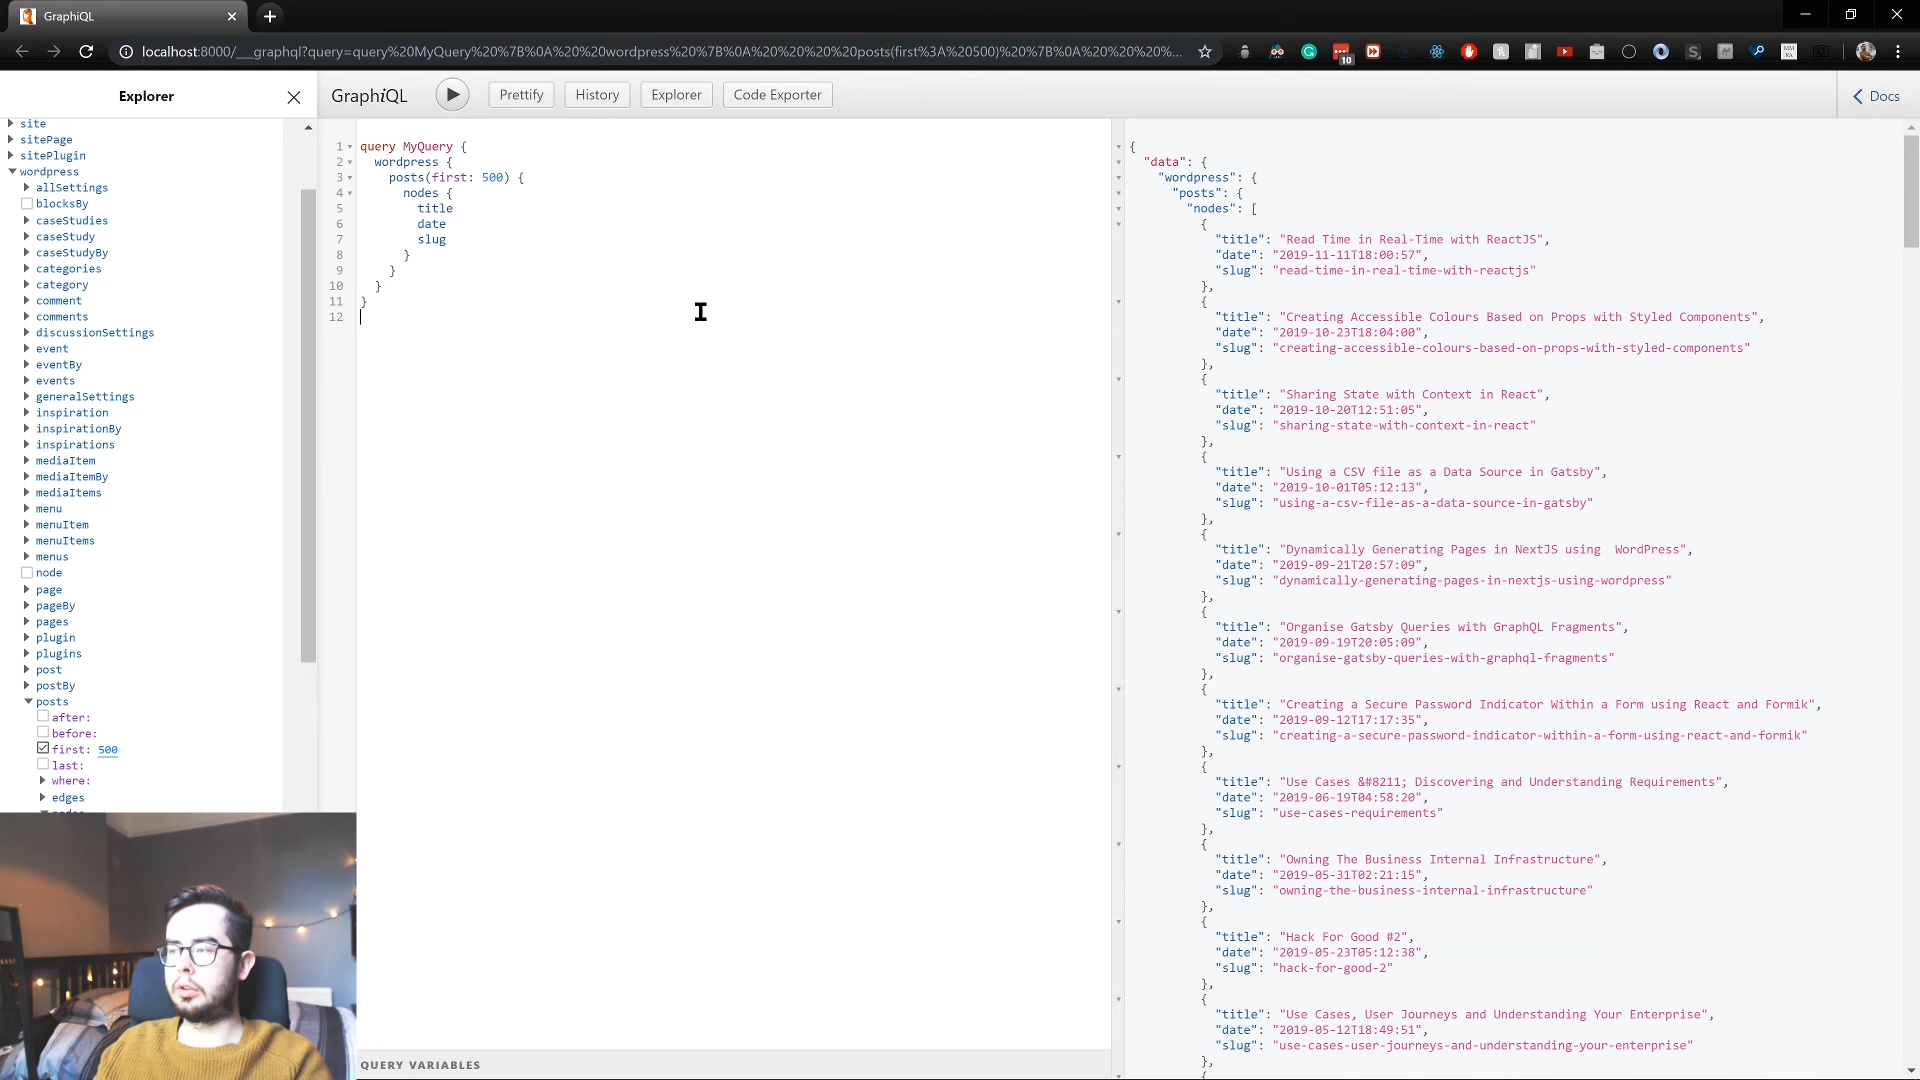 GraphiQL
localhost:8000/___graphql?query=query%20MyQuery%20%7B%0A%20%20wordpress%20%7B%0A%20%20%20%20posts(first%3A%20500)%20%7B%0A%20%20%20%20%...
10
Explorer
GraphiQL
Prettify
History
Explorer
Code Exporter
Docs
site
sitePage
sitePlugin
wordpress
allSettings
blocksBy
caseStudies
caseStudy
caseStudyBy
categories
category
comment
comments
discussionSettings
event
eventBy
events
generalSettings
inspiration
inspirationBy
inspirations
mediaItem
mediaItemBy
mediaItems
menu
menuItem
menuItems
menus
node
page
pageBy
pages
plugin
plugins
post
postBy
posts
after:
before:
first: 500
last:
where:
edges
1 query MyQuery {
2 wordpress {
3 posts(first: 500) {
4 nodes {
5 title
6 date
7 slug
8 }
9 }
10 }
11 }
12
QUERY VARIABLES
{
"data": {
"wordpress": {
"posts": {
"nodes": [
{
"title": "Read Time in Real-Time with ReactJS",
"date": "2019-11-11T18:00:57",
"slug": "read-time-in-real-time-with-reactjs"
},
{
"title": "Creating Accessible Colours Based on Props with Styled Components",
"date": "2019-10-23T18:04:00",
"slug": "creating-accessible-colours-based-on-props-with-styled-components"
},
{
"title": "Sharing State with Context in React",
"date": "2019-10-20T12:51:05",
"slug": "sharing-state-with-context-in-react"
},
{
"title": "Using a CSV file as a Data Source in Gatsby",
"date": "2019-10-01T05:12:13",
"slug": "using-a-csv-file-as-a-data-source-in-gatsby"
},
{
"title": "Dynamically Generating Pages in NextJS using  WordPress",
"date": "2019-09-21T20:57:09",
"slug": "dynamically-generating-pages-in-nextjs-using-wordpress"
},
{
"title": "Organise Gatsby Queries with GraphQL Fragments",
"date": "2019-09-19T20:05:09",
"slug": "organise-gatsby-queries-with-graphql-fragments"
},
{
"title": "Creating a Secure Password Indicator Within a Form using React and Formik",
"date": "2019-09-12T17:17:35",
"slug": "creating-a-secure-password-indicator-within-a-form-using-react-and-formik"
},
{
"title": "Use Cases &#8211; Discovering and Understanding Requirements",
"date": "2019-06-19T04:58:20",
"slug": "use-cases-requirements"
},
{
"title": "Owning The Business Internal Infrastructure",
"date": "2019-05-31T02:21:15",
"slug": "owning-the-business-internal-infrastructure"
},
{
"title": "Hack For Good #2",
"date": "2019-05-23T05:12:38",
"slug": "hack-for-good-2"
},
{
"title": "Use Cases, User Journeys and Understanding Your Enterprise",
"date": "2019-05-12T18:49:51",
"slug": "use-cases-user-journeys-and-understanding-your-enterprise"
},
{